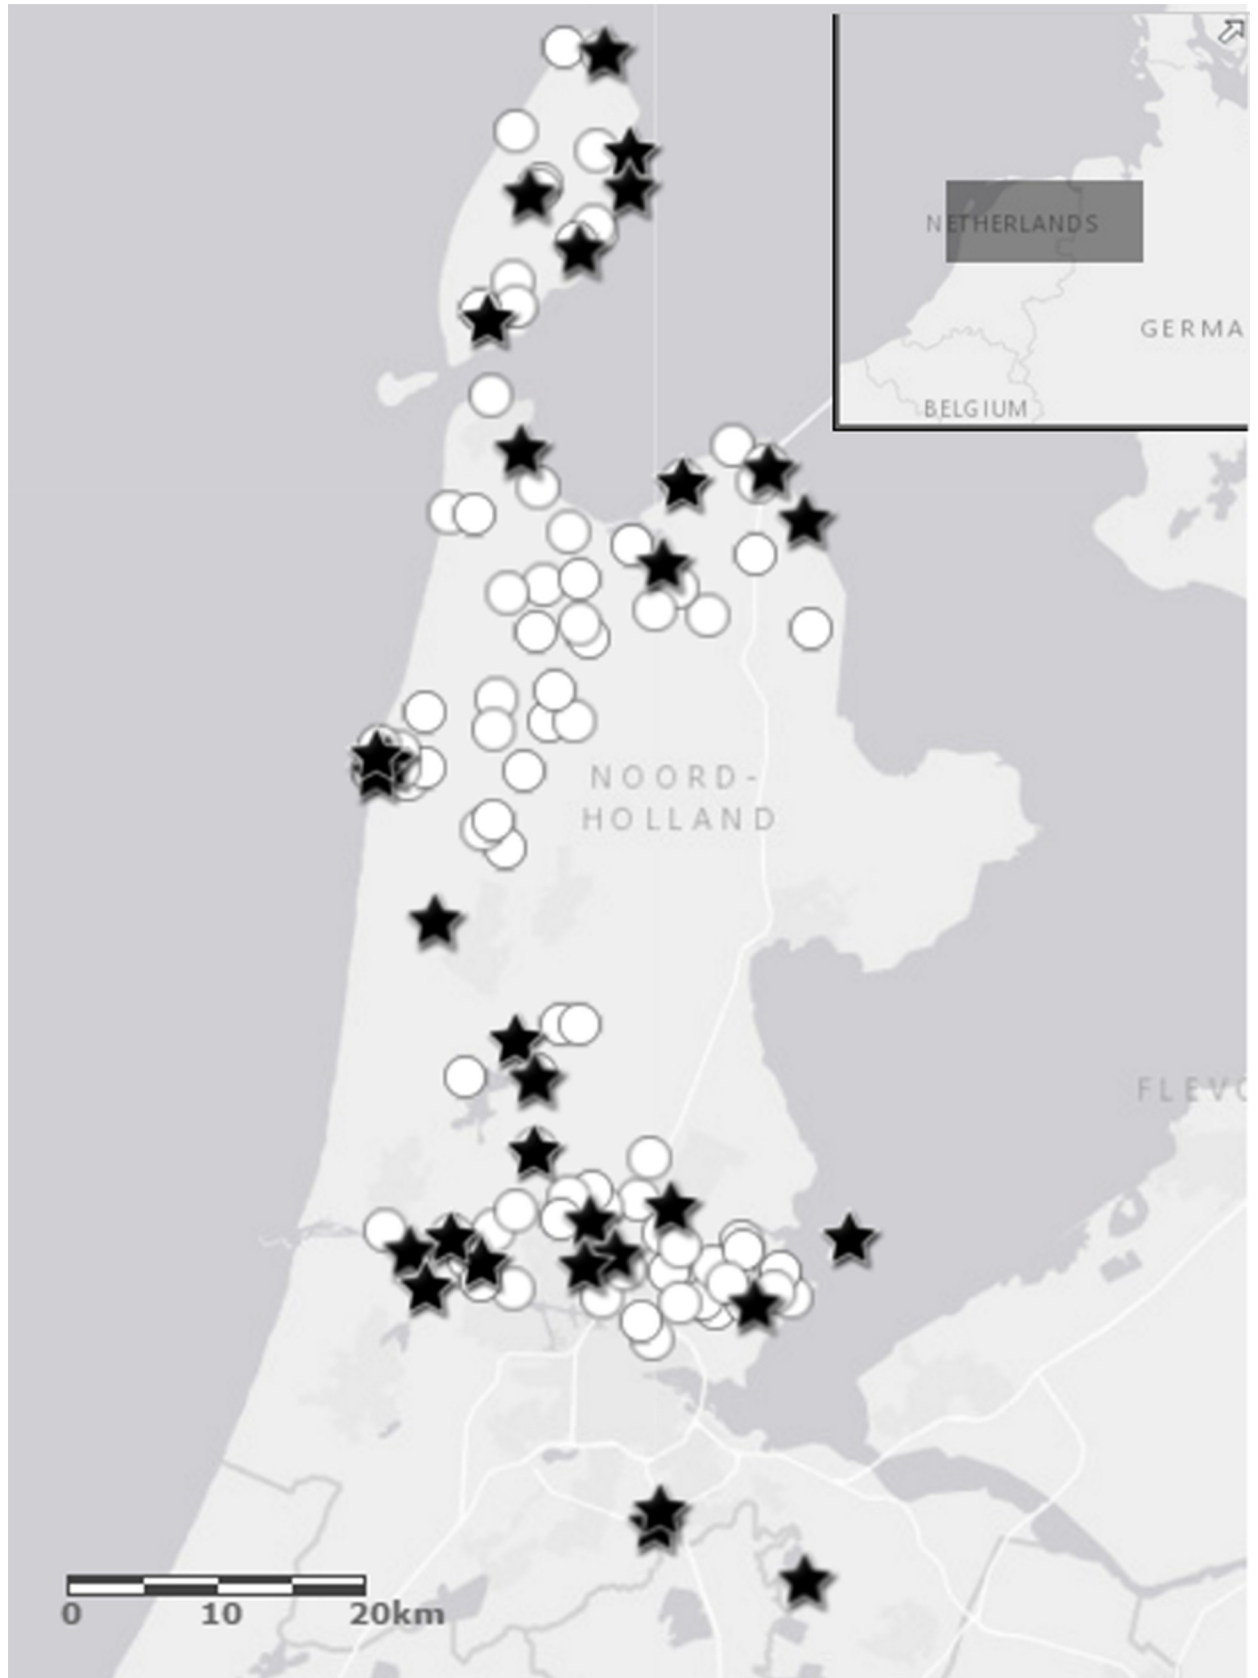 NETHERLANDS
GERMA
BELGIUM
NOORD-
HOLLAND
FLEVO
0 10 20km